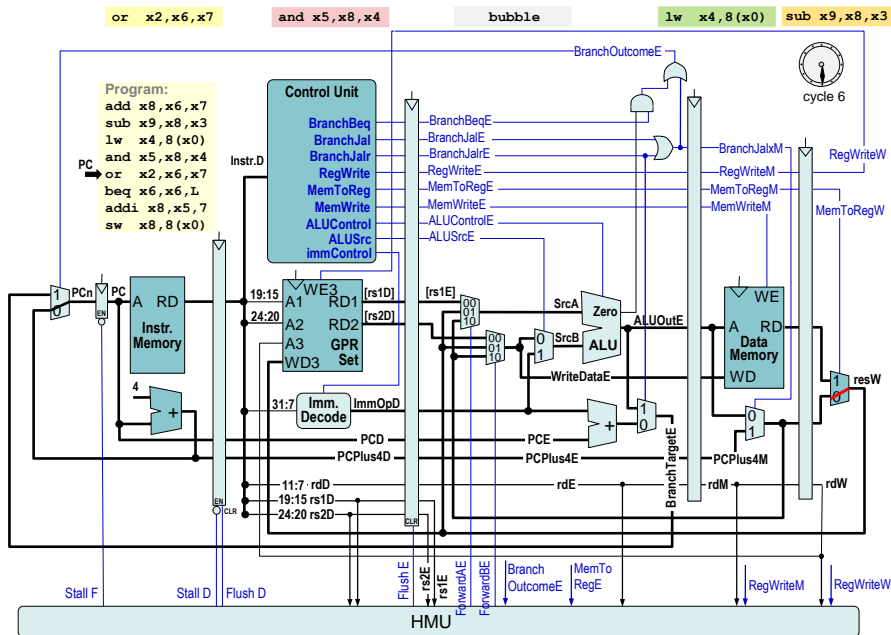 or x2,x6,x7
and x5,x8,x4
bubble
lw x4,8(x0)
sub x9,x8,x3
BranchOutcomeE
cycle 6
Program:
add x8,x6,x7
sub x9,x8,x3
lw x4,8(x0)
and x5,x8,x4
or x2,x6,x7
beq x6,x6,L
addi x8,x5,7
sw x8,8(x0)
PC
Instr.D
Control Unit
BranchBeq
BranchJal
BranchJalr
RegWrite
MemToReg
MemWrite
ALUControl
ALUSrc
immControl
BranchBeqE
BranchJalE
BranchJalrE
RegWriteE
MemToRegE
MemWriteE
ALUControlE
ALUSrcE
BranchJalxM
RegWriteM
MemToRegM
MemWriteM
RegWriteW
MemToRegW
1
0
PCn
PC
EN
A RD
Instr.
Memory
4
+
EN
CLR
19:15
24:20
31:7
WE3
A1 RD1
A2 RD2
A3 GPR
WD3 Set
[rs1D]
[rs2D]
[rs1E]
Imm.
Decode
ImmOpD
00
01
10
00
01
10
0
1
SrcA
SrcB
Zero
ALU
ALUOutE
WriteDataE
WE
A RD
Data
Memory
WD
1
0
resW
+
1
0
0
1
PCD
PCE
PCPlus4D
PCPlus4E
PCPlus4M
BranchTargetE
11:7 rdD
rdE
rdM
rdW
19:15 rs1D
24:20 rs2D
CLR
Stall F
Stall D
Flush D
Flush E
rs2E
rs1E
ForwardAE
ForwardBE
Branch
OutcomeE
MemTo
RegE
RegWriteM
RegWriteW
HMU